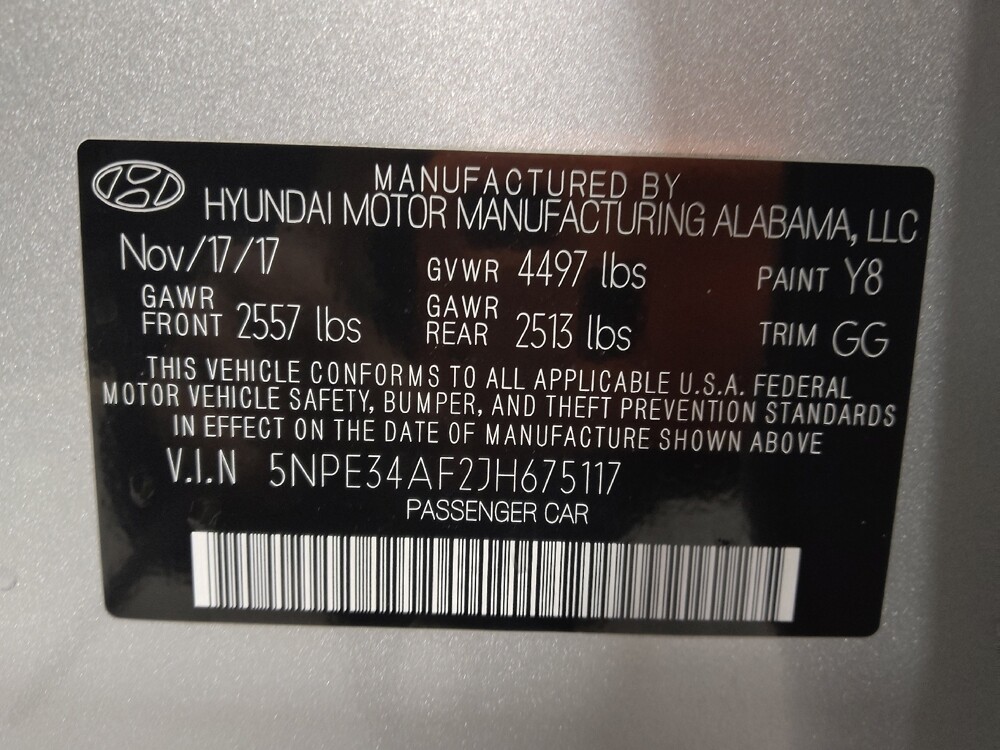 MANUFACTURED BY
HYUNDAI MOTOR MANUFACTURING ALABAMA, LLC
Nov/17/17 GVWR 4497 lbs PAINT Y8
GAWR FRONT 2557 lbs GAWR REAR 2513 lbs TRIM GG
THIS VEHICLE CONFORMS TO ALL APPLICABLE U.S.A. FEDERAL
MOTOR VEHICLE SAFETY, BUMPER, AND THEFT PREVENTION STANDARDS
IN EFFECT ON THE DATE OF MANUFACTURE SHOWN ABOVE
V.I.N 5NPE34AF2JH675117
PASSENGER CAR